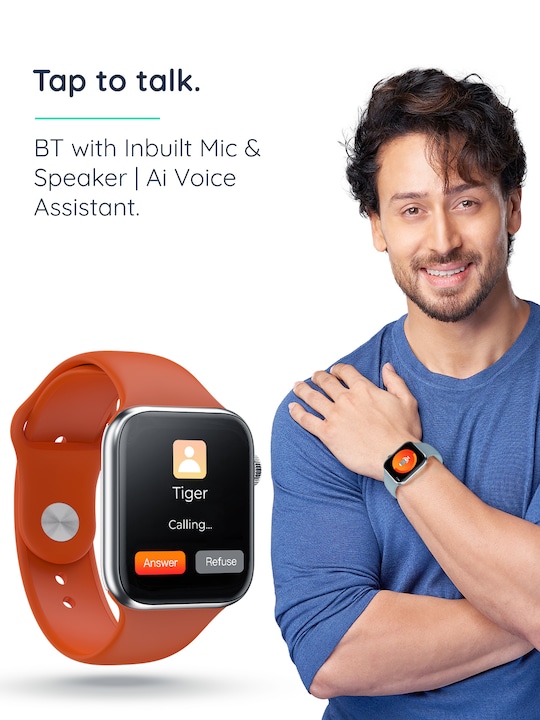 Tap to talk.
BT with Inbuilt Mic &
Speaker | Ai Voice
Assistant.
Tiger
Calling...
Answer Refuse